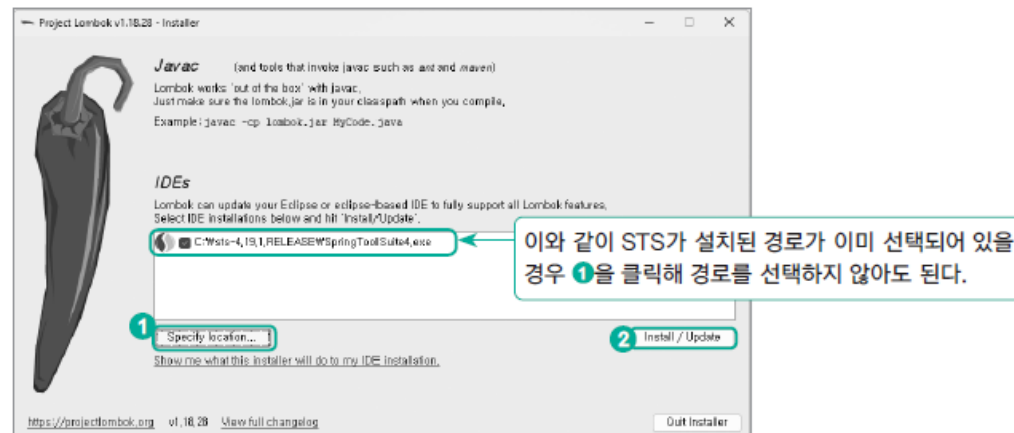 Project Lombok v1.18.28 - Installer
Javac (and tools that invoke javac such as ant and maven)
Lombok works 'out of the box' with javac.
Just make sure the lombok.jar is in your classpath when you compile.
Example: javac -cp lombok.jar MyCode.java
IDEs
Lombok can update your Eclipse or eclipse-based IDE to fully support all Lombok features.
Select IDE installations below and hit 'Install/Update'.
C:₩sts-4.19.1.RELEASE₩SpringToolSuite4.exe
이와 같이 STS가 설치된 경로가 이미 선택되어 있을
경우 ❶을 클릭해 경로를 선택하지 않아도 된다.
❶ Specify location...
❷ Install / Update
Show me what this installer will do to my IDE installation.
https://projectlombok.org v1.18.28 View full changelog
Quit Installer